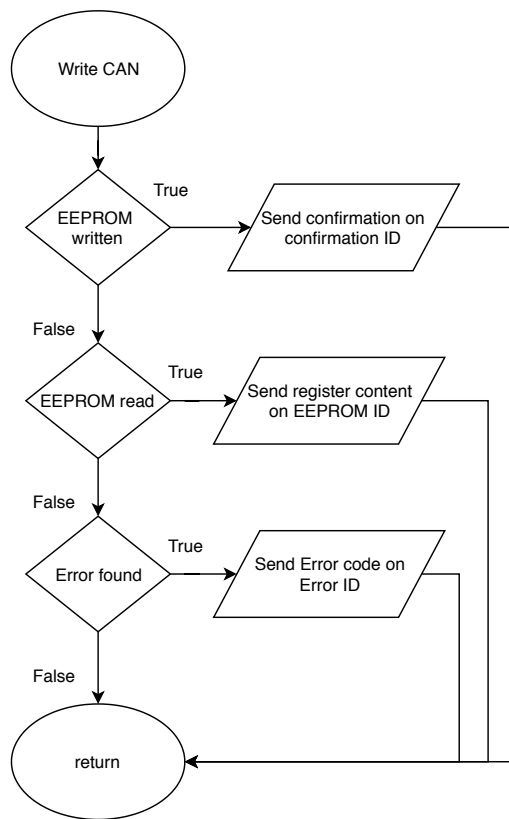 Write CAN
True
EEPROM
written
Send confirmation on
confirmation ID
False
True
EEPROM read
Send register content
on EEPROM ID
False
True
Error found
Send Error code on
Error ID
False
return